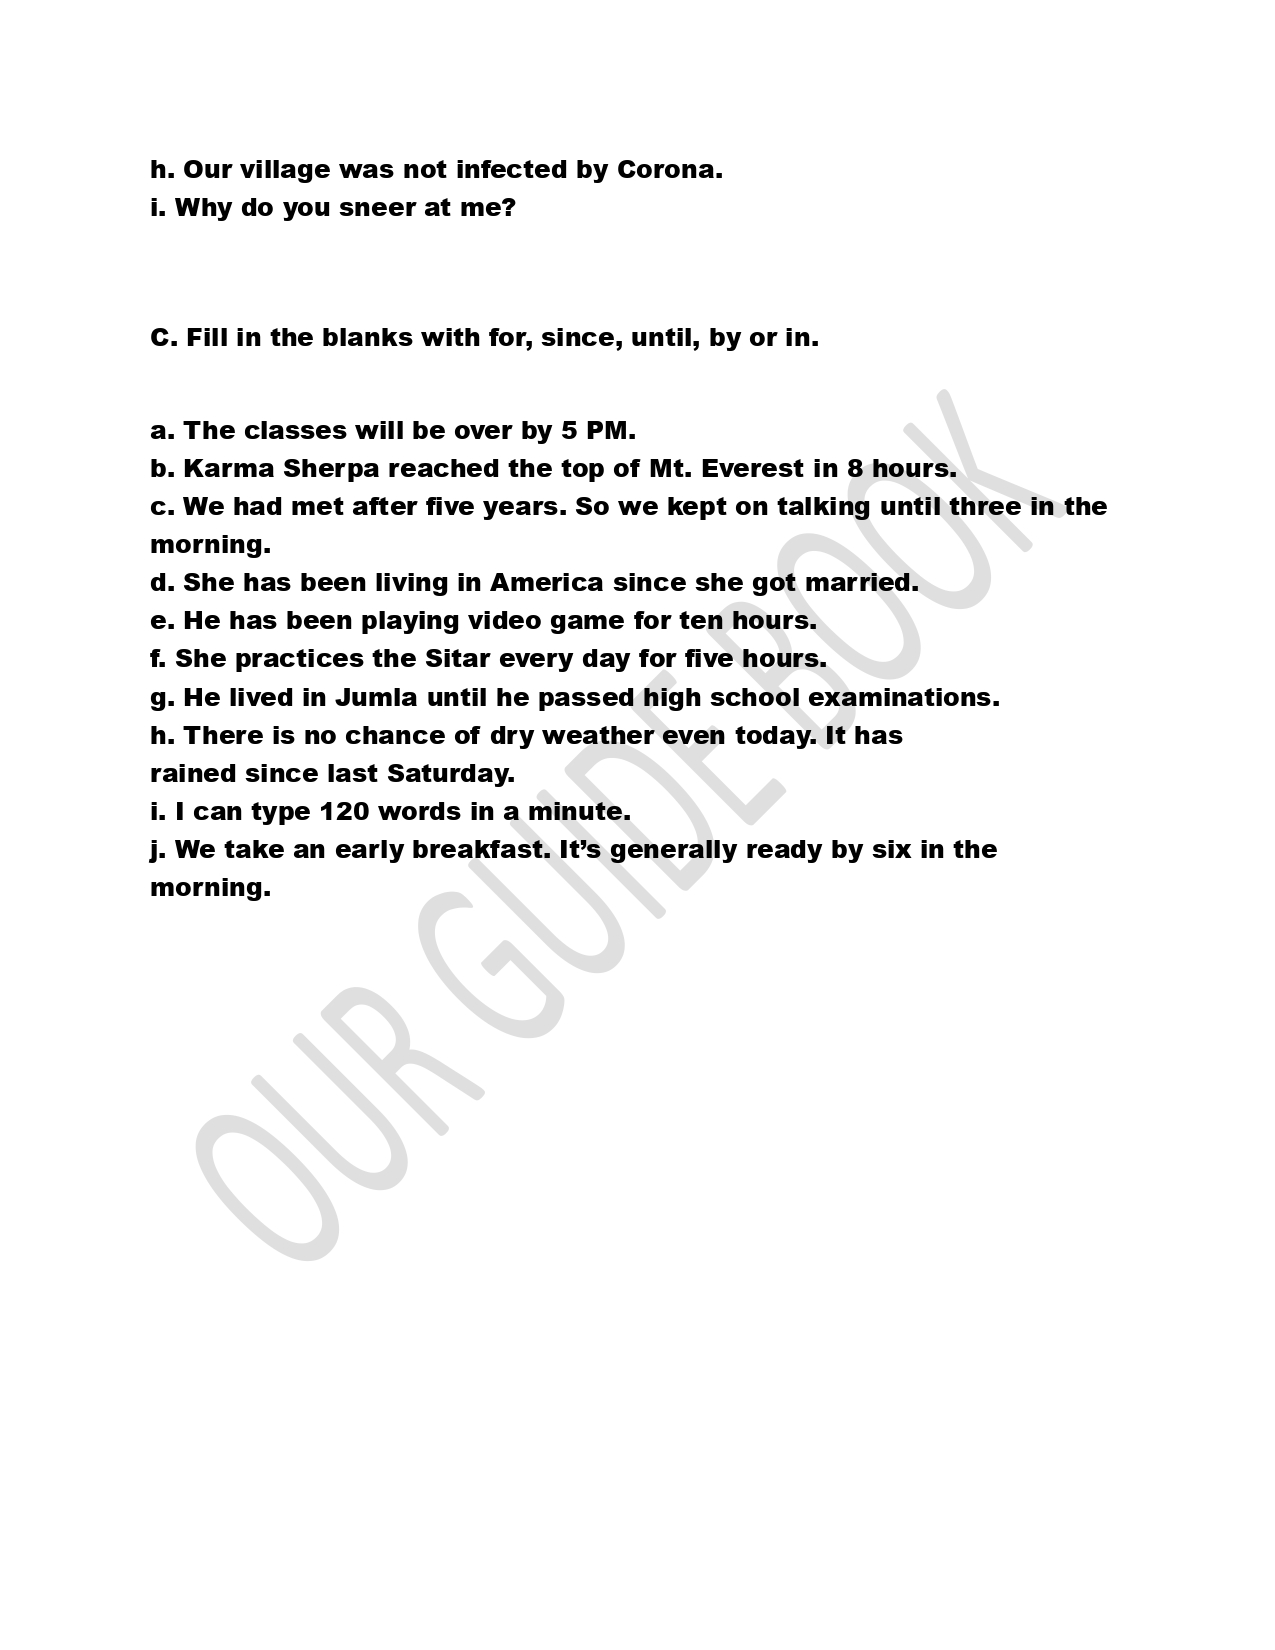 h. Our village was not infected by Corona.
i. Why do you sneer at me?
C. Fill in the blanks with for, since, until, by or in.
a. The classes will be over by 5 PM.
b. Karma Sherpa reached the top of Mt. Everest in 8 hours.
c. We had met after five years. So we kept on talking until three in the
morning.
d. She has been living in America since she got married.
e. He has been playing video game for ten hours.
f. She practices the Sitar every day for five hours.
g. He lived in Jumla until he passed high school examinations.
h. There is no chance of dry weather even today. It has
rained since last Saturday.
i. I can type 120 words in a minute.
j. We take an early breakfast. It’s generally ready by six in the
morning.
OUR GUIDE BOOK